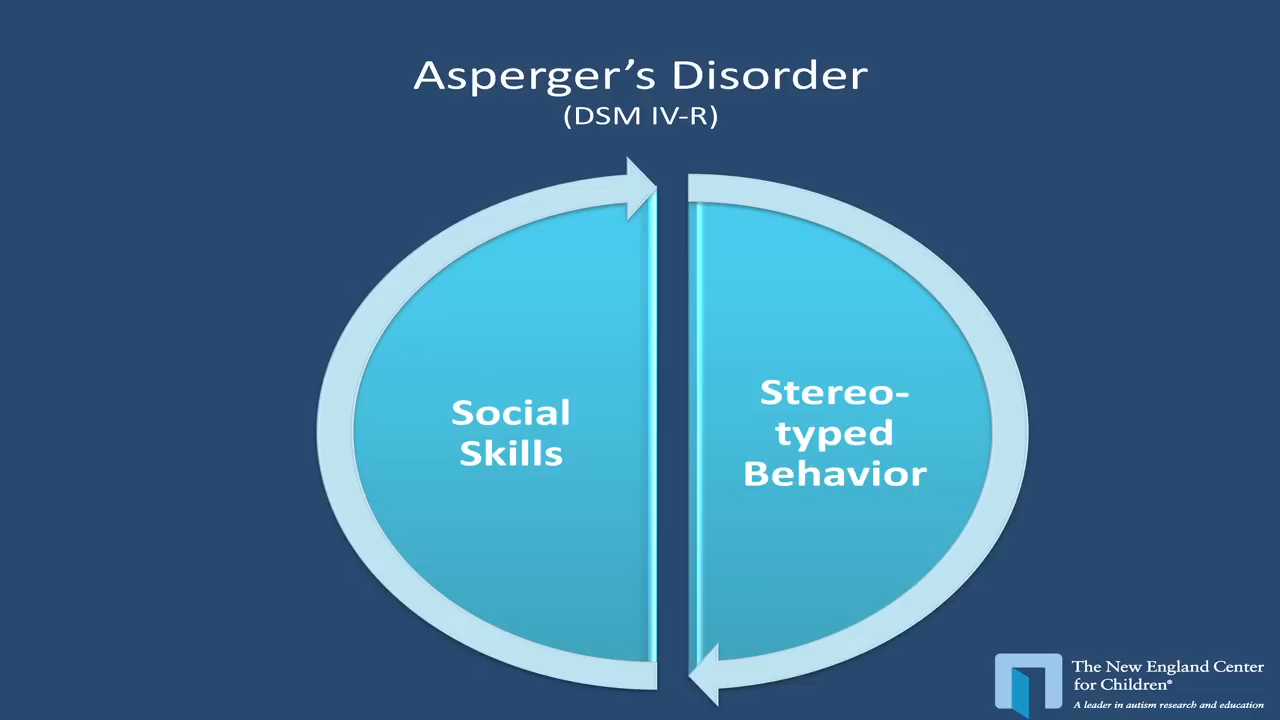 Asperger’s Disorder
(DSM IV-R)
Social
Skills
Stereo-
typed
Behavior
The New England Center
for Children®
A leader in autism research and education